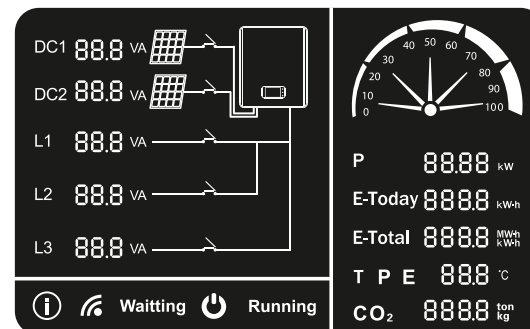 DC1 88.8 VA
DC2 88.8 VA
L1 88.8 VA
L2 88.8 VA
L3 88.8 VA
i Waitting Running
0 10 20 30 40 50 60 70 80 90 100
P 88.88 kW
E-Today 888.8 kW·h
E-Total 888.8 MW·h kW·h
T P E 88.8 °C
CO₂ 888.8 ton kg